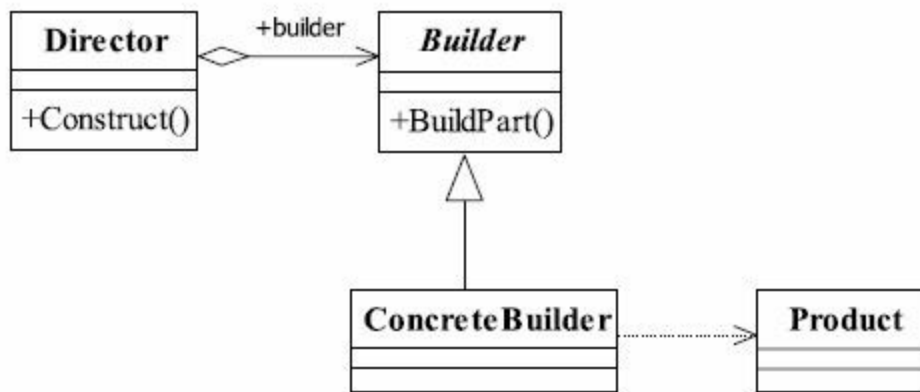 Director
+builder
Builder
+Construct()
+BuildPart()
ConcreteBuilder
Product